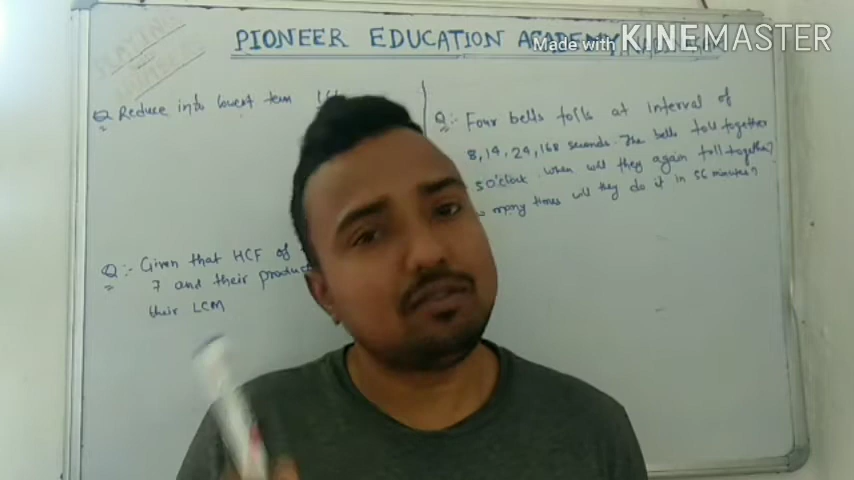 PIONEER EDUCATION ACADEMY
Made with KINEMASTER
Q Reduce into lowest term
Q:- Four bells tolls at interval of
8, 14, 24, 168 seconds. The bells toll together
5 o'clock. when will they again toll together?
many times will they do it in 56 minutes?
Q:- Given that HCF of
7 and their product
their LCM